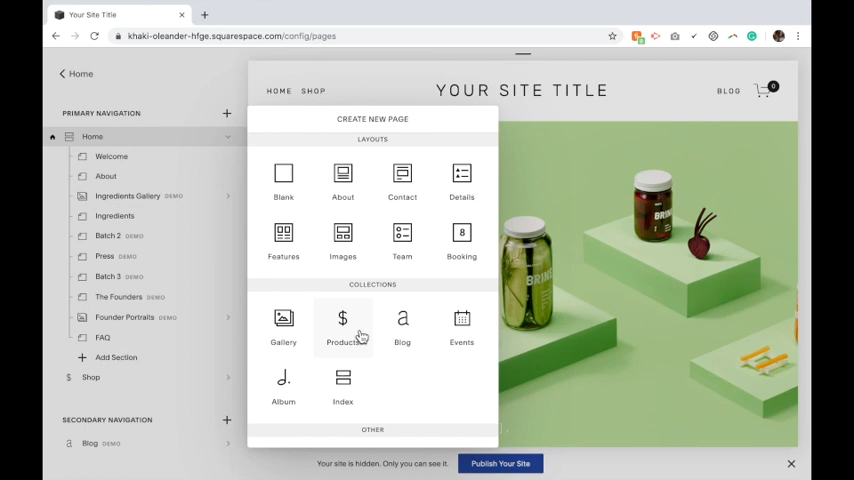 Your Site Title
khaki-oleander-hfge.squarespace.com/config/pages
Home
PRIMARY NAVIGATION
Home
Welcome
About
Ingredients Gallery DEMO
Ingredients
Batch 2 DEMO
Press DEMO
Batch 3 DEMO
The Founders DEMO
Founder Portraits DEMO
FAQ
Add Section
Shop
SECONDARY NAVIGATION
Blog DEMO
HOME SHOP
YOUR SITE TITLE
BLOG
0
CREATE NEW PAGE
LAYOUTS
Blank About Contact Details
8
Features Images Team Booking
COLLECTIONS
Gallery Products Blog Events
Album Index
OTHER
BRINE
Your site is hidden. Only you can see it.
Publish Your Site